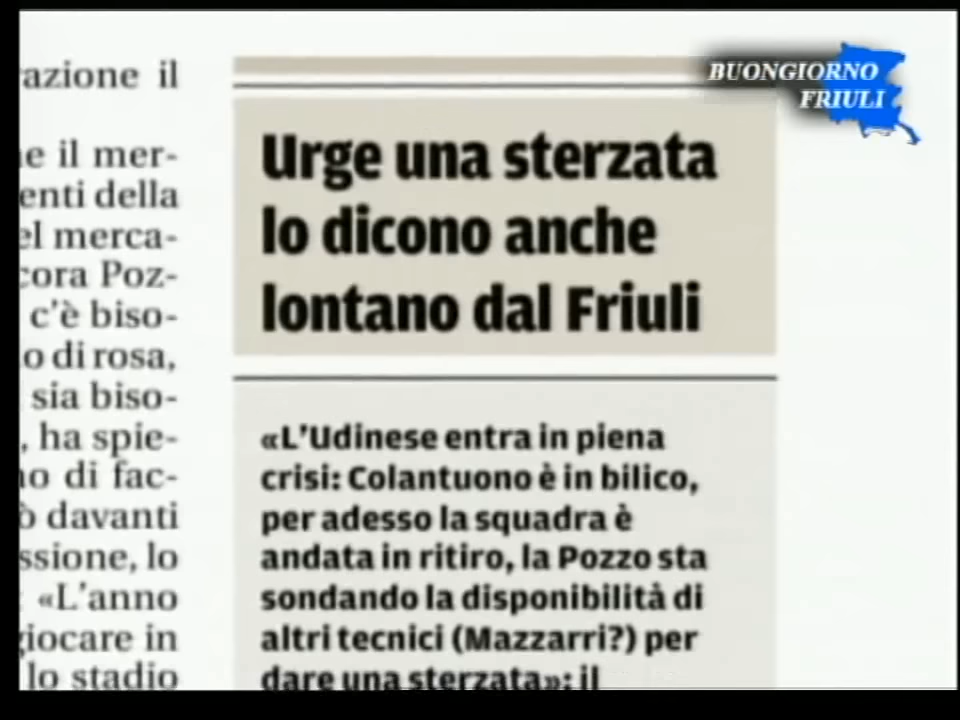 BUONGIORNO
FRIULI
azione il
e il mer-
enti della
el merca-
cora Poz-
c'è biso-
o di rosa,
sia biso-
, ha spie-
no di fac-
ò davanti
ssione, lo
«L'anno
giocare in
lo stadio
Urge una sterzata
lo dicono anche
lontano dal Friuli
«L'Udinese entra in piena
crisi: Colantuono è in bilico,
per adesso la squadra è
andata in ritiro, la Pozzo sta
sondando la disponibilità di
altri tecnici (Mazzarri?) per
dare una sterzata»: il